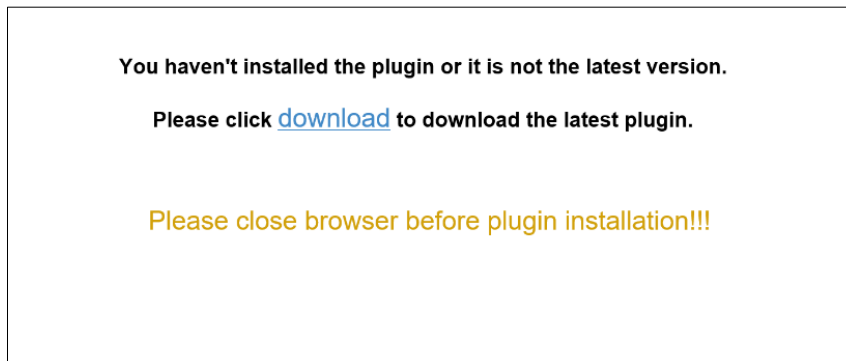 You haven't installed the plugin or it is not the latest version.
Please click download to download the latest plugin.
Please close browser before plugin installation!!!